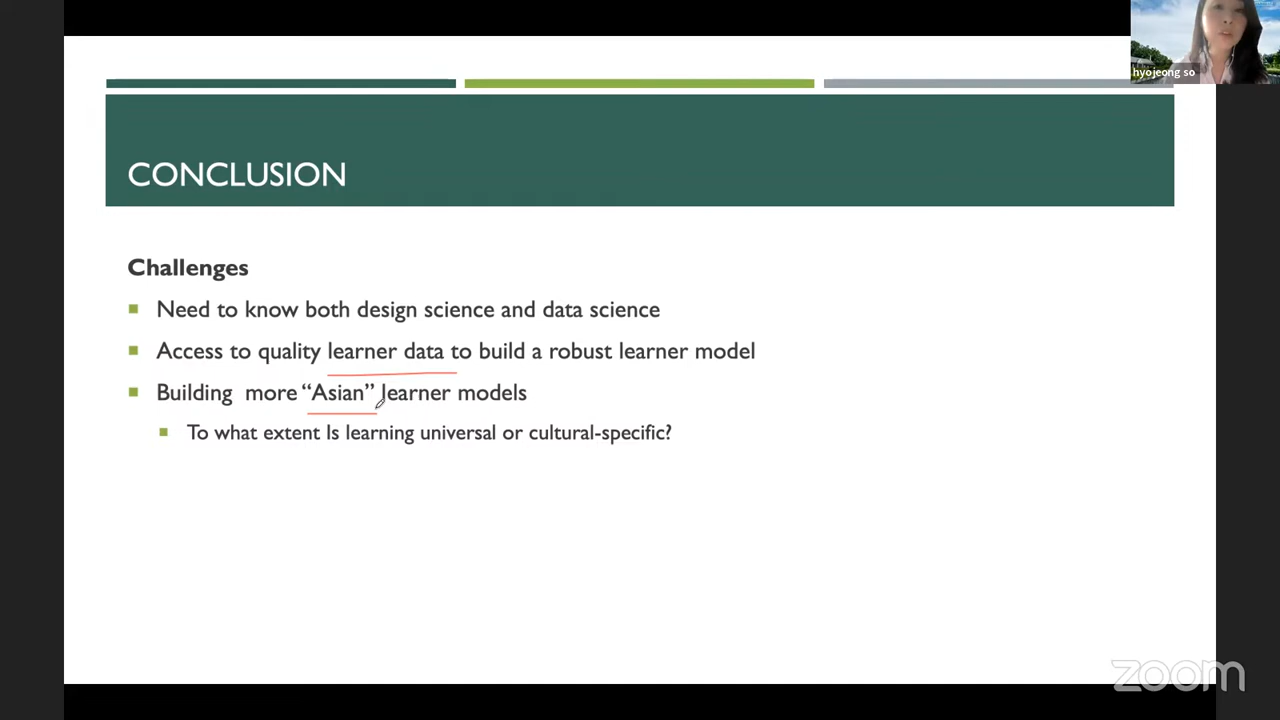 hyojeong so
CONCLUSION
Challenges
Need to know both design science and data science
Access to quality learner data to build a robust learner model
Building more “Asian” learner models
To what extent Is learning universal or cultural-specific?
zoom